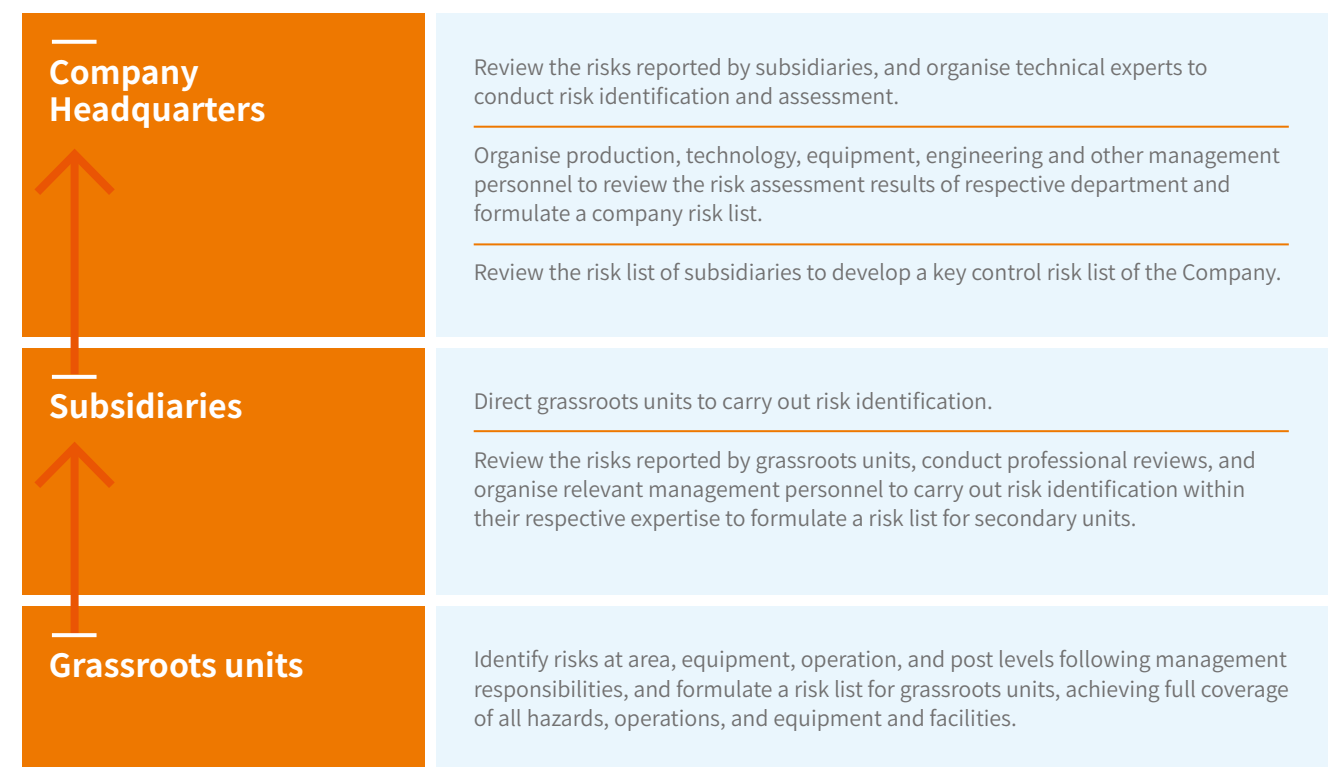 Company
Headquarters
Review the risks reported by subsidiaries, and organise technical experts to
conduct risk identification and assessment.
Organise production, technology, equipment, engineering and other management
personnel to review the risk assessment results of respective department and
formulate a company risk list.
Review the risk list of subsidiaries to develop a key control risk list of the Company.
Subsidiaries
Direct grassroots units to carry out risk identification.
Review the risks reported by grassroots units, conduct professional reviews, and
organise relevant management personnel to carry out risk identification within
their respective expertise to formulate a risk list for secondary units.
Grassroots units
Identify risks at area, equipment, operation, and post levels following management
responsibilities, and formulate a risk list for grassroots units, achieving full coverage
of all hazards, operations, and equipment and facilities.